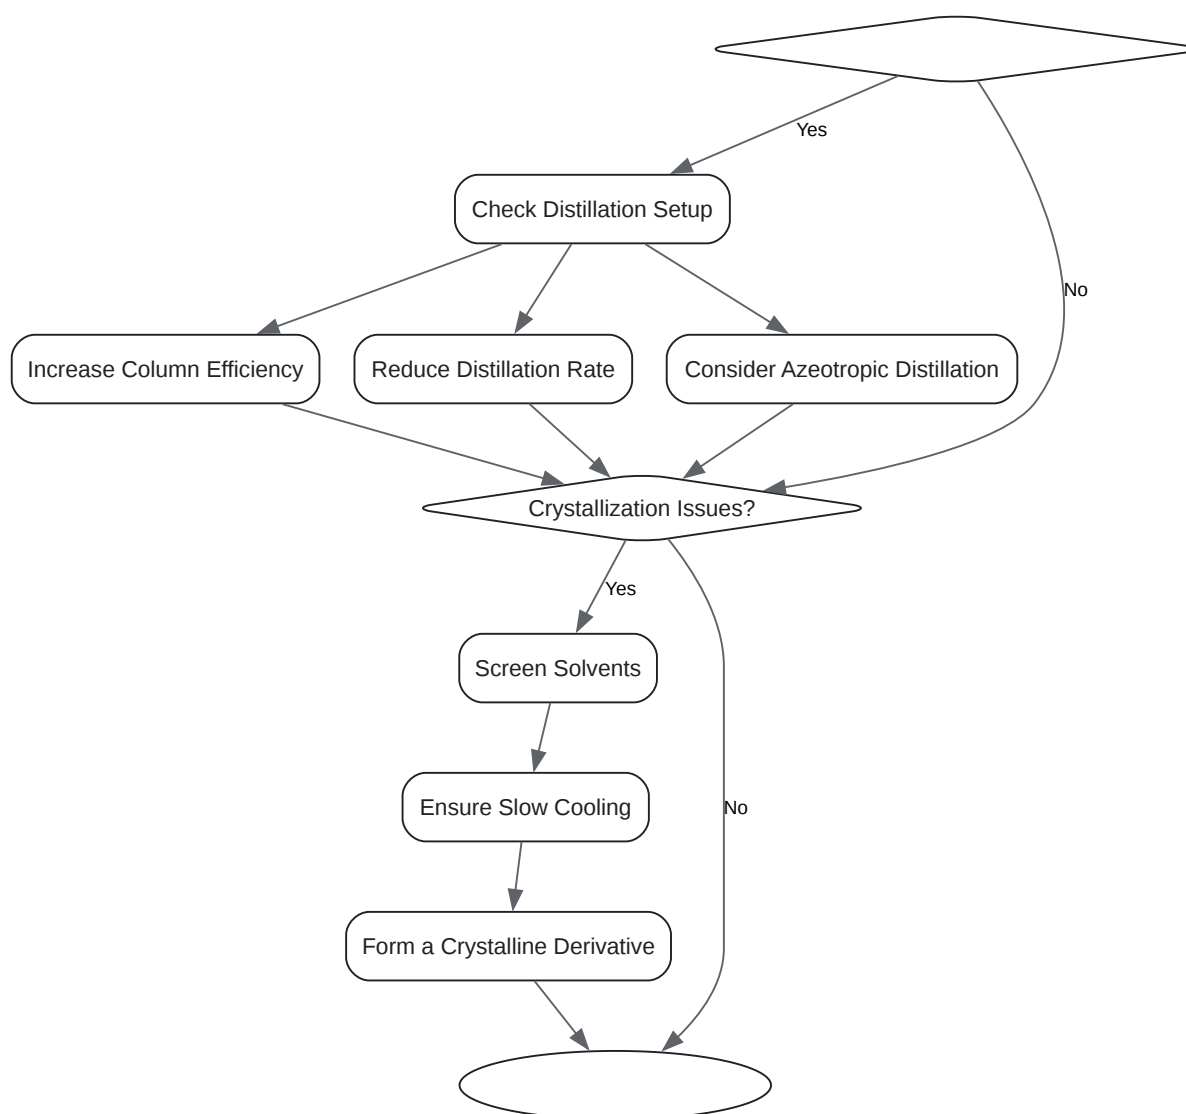 Yes
Check Distillation Setup
No
Increase Column Efficiency
Reduce Distillation Rate
Consider Azeotropic Distillation
Crystallization Issues?
Yes
Screen Solvents
Ensure Slow Cooling
No
Form a Crystalline Derivative